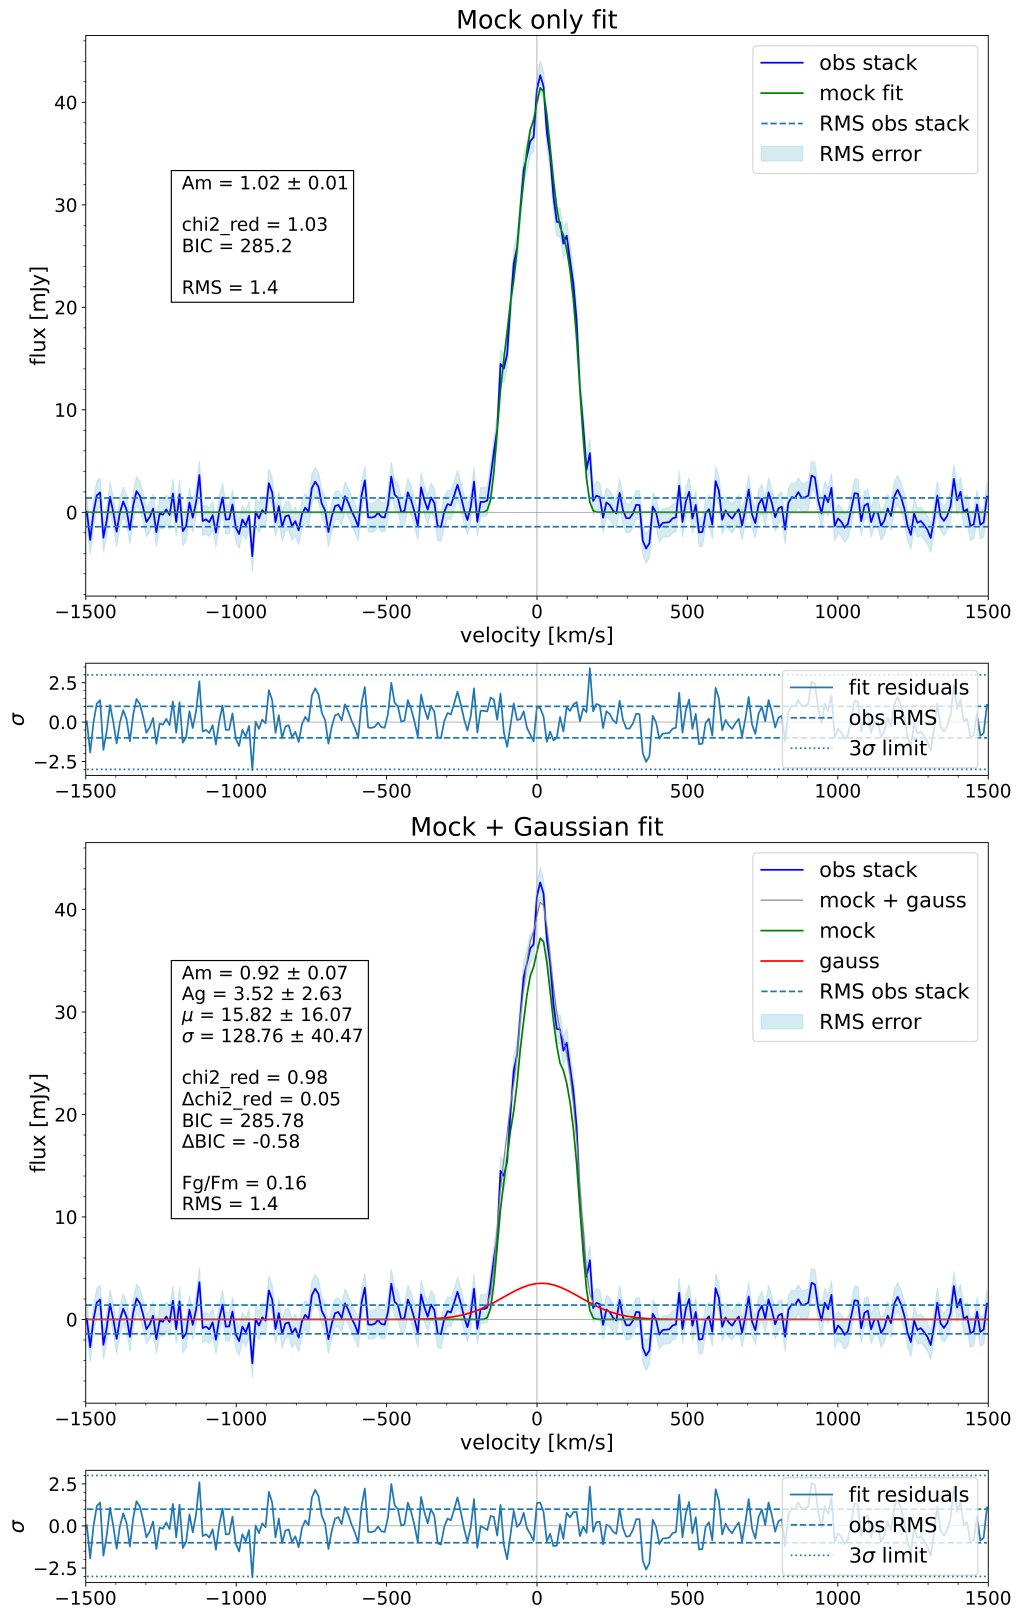 Mock only fit
obs stack
mock fit
RMS obs stack
RMS error
Am = 1.02 ± 0.01
chi2_red = 1.03
BIC = 285.2
RMS = 1.4
flux [mJy]
40
30
20
10
0
−1500 −1000 −500 0 500 1000 1500
velocity [km/s]
σ
2.5
0.0
−2.5
fit residuals
obs RMS
3σ limit
−1500 −1000 −500 0 500 1000 1500
Mock + Gaussian fit
obs stack
mock + gauss
mock
gauss
RMS obs stack
RMS error
Am = 0.92 ± 0.07
Ag = 3.52 ± 2.63
μ = 15.82 ± 16.07
σ = 128.76 ± 40.47
chi2_red = 0.98
Δchi2_red = 0.05
BIC = 285.78
ΔBIC = -0.58
Fg/Fm = 0.16
RMS = 1.4
flux [mJy]
40
30
20
10
0
−1500 −1000 −500 0 500 1000 1500
velocity [km/s]
σ
2.5
0.0
−2.5
fit residuals
obs RMS
3σ limit
−1500 −1000 −500 0 500 1000 1500